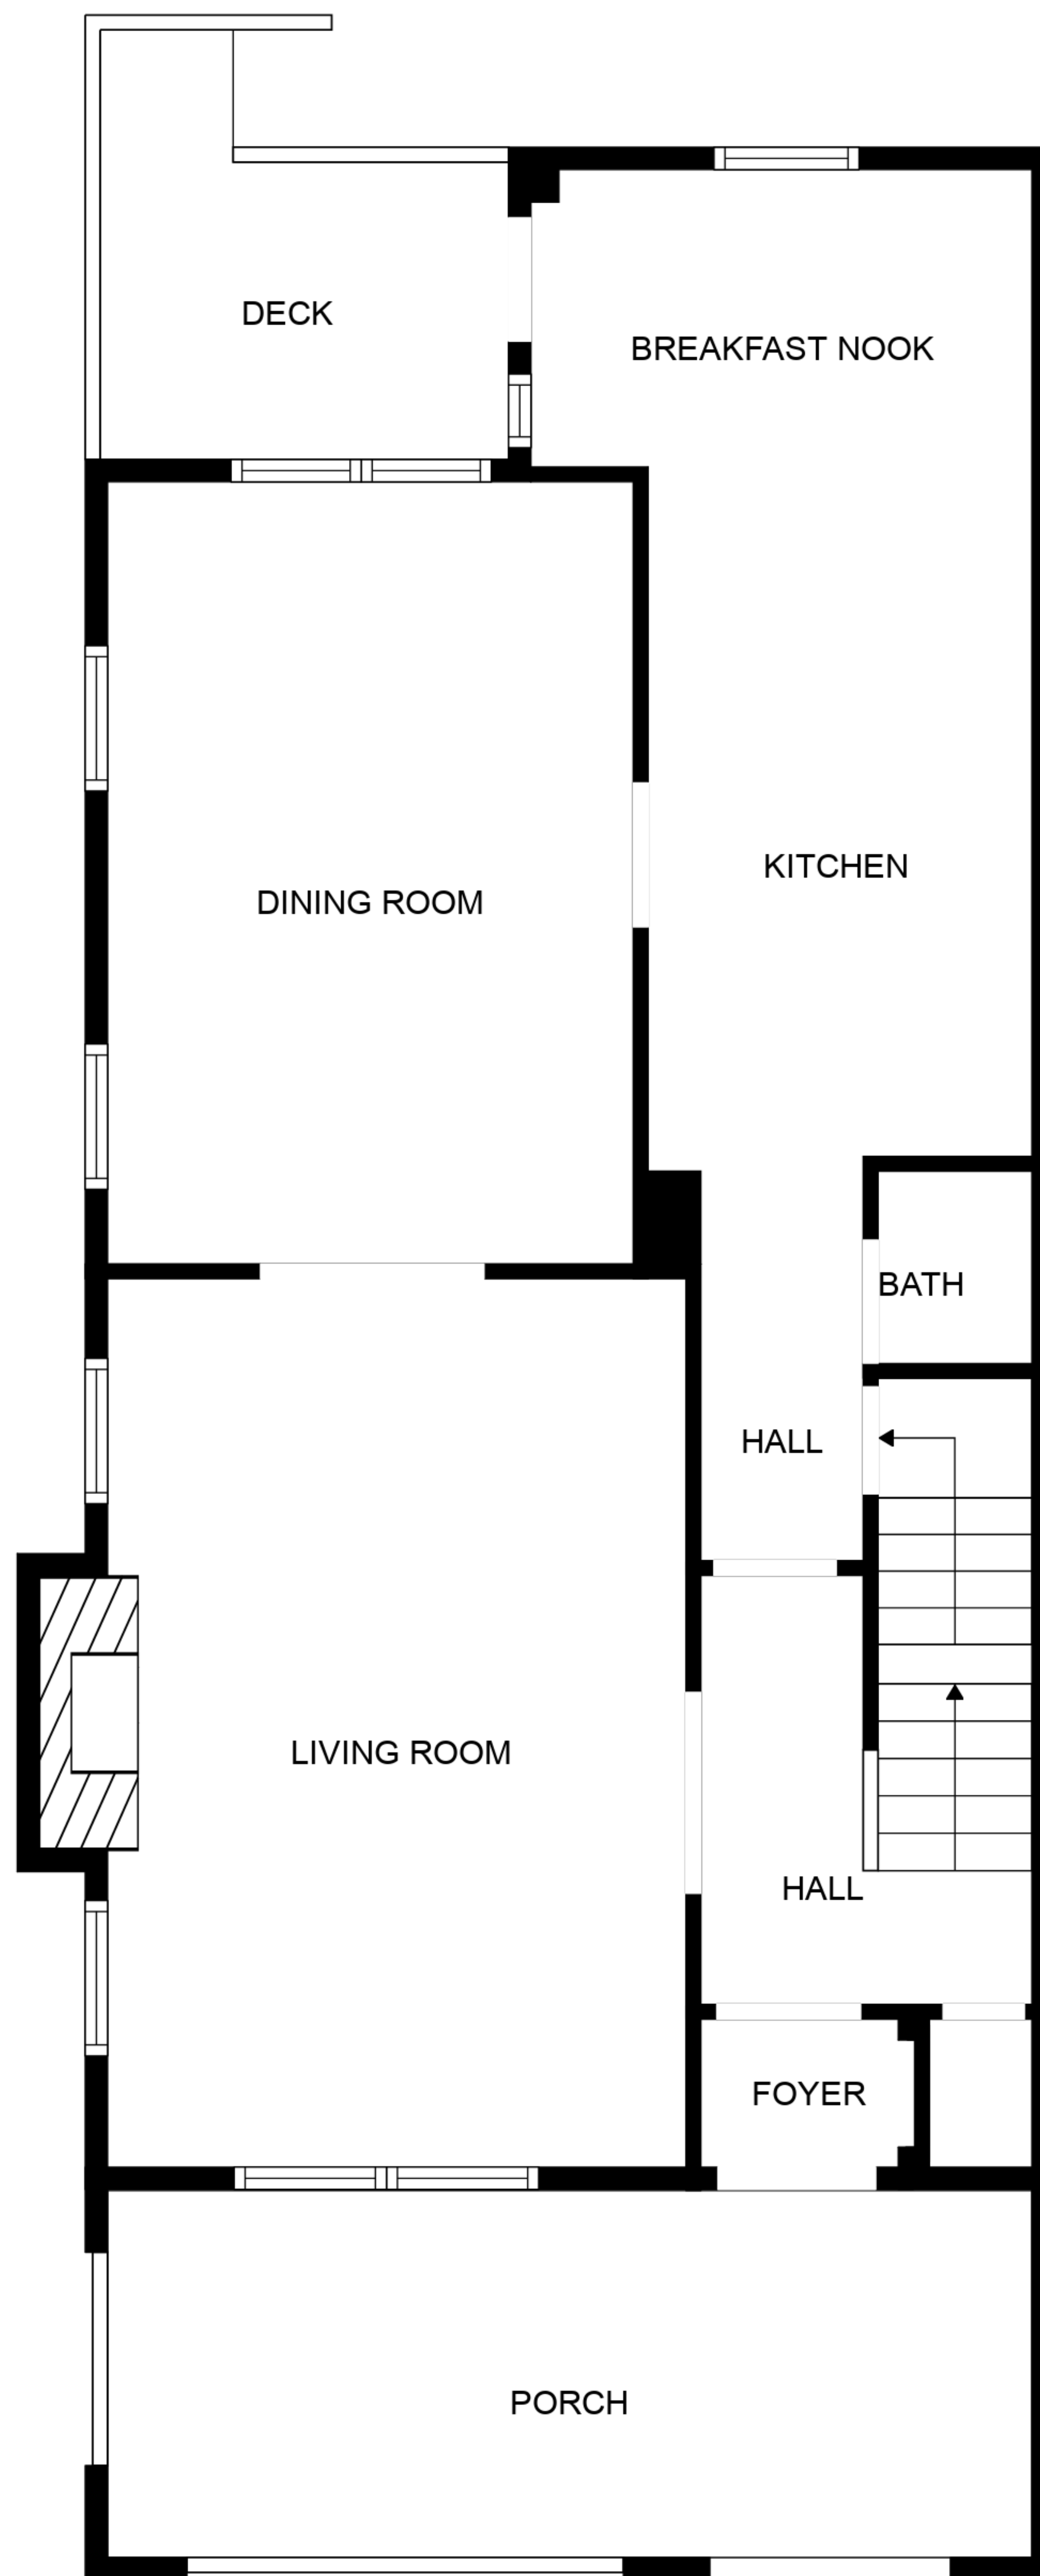 DECK
BREAKFAST NOOK
KITCHEN
DINING ROOM
BATH
HALL
LIVING ROOM
HALL
FOYER
PORCH